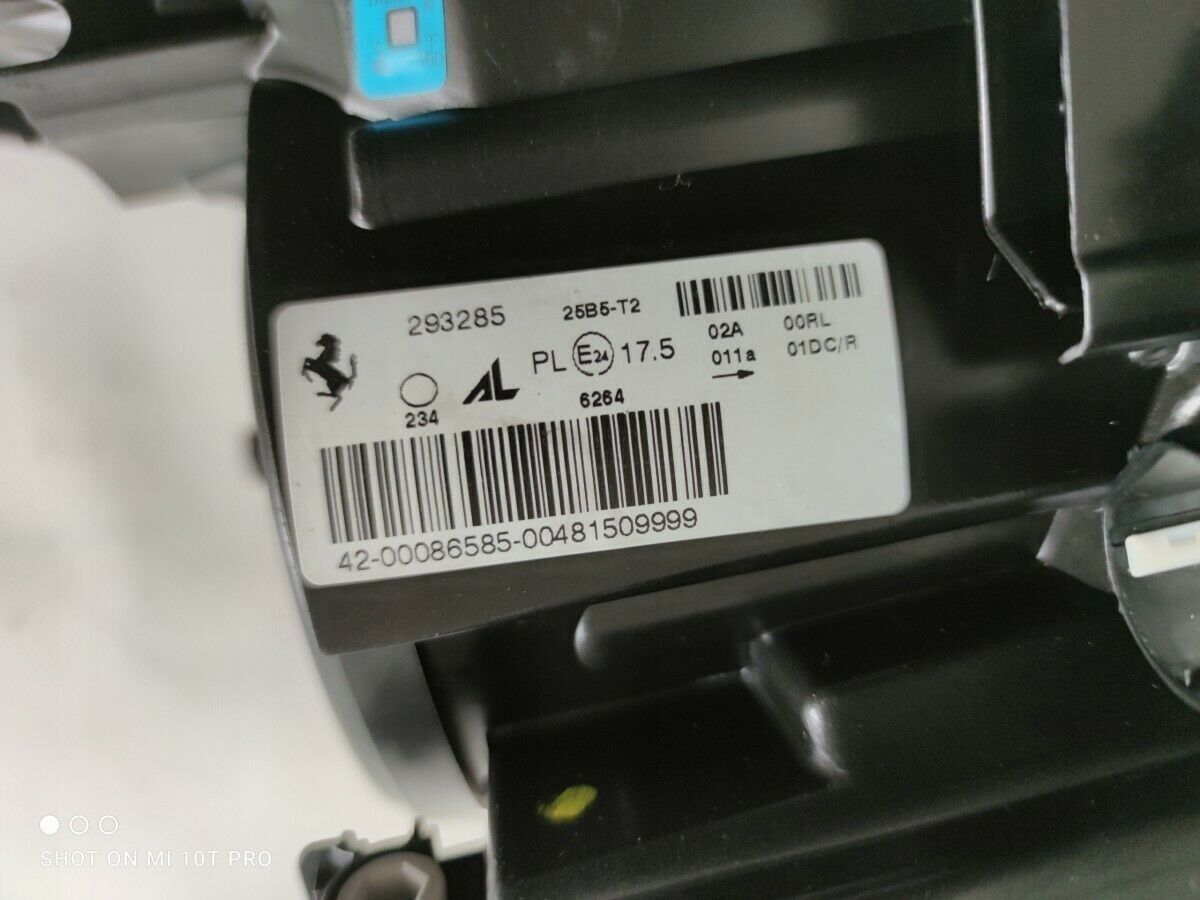 293285 25B5-T2
02A 00RL
PL E24 17.5 011a 01DC/R
AL
234 6264
42-00086585-00481509999
SHOT ON MI 10T PRO